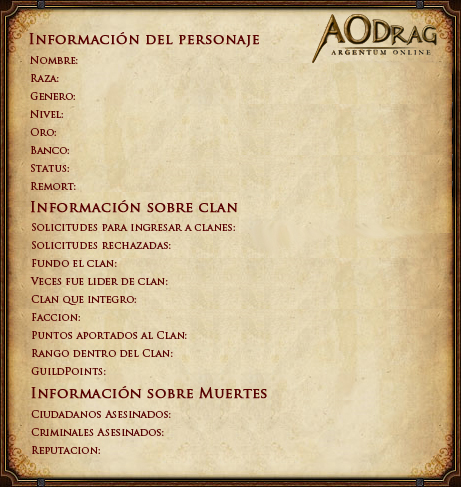 AODrag
Argentum Online
Información del personaje
Nombre:
Raza:
Genero:
Nivel:
Oro:
Banco:
Status:
Remort:
Información sobre clan
Solicitudes para ingresar a clanes:
Solicitudes rechazadas:
Fundo el clan:
Veces fue lider de clan:
Clan que integro:
Faccion:
Puntos aportados al Clan:
Rango dentro del Clan:
GuildPoints:
Información sobre Muertes
Ciudadanos Asesinados:
Criminales Asesinados:
Reputacion: